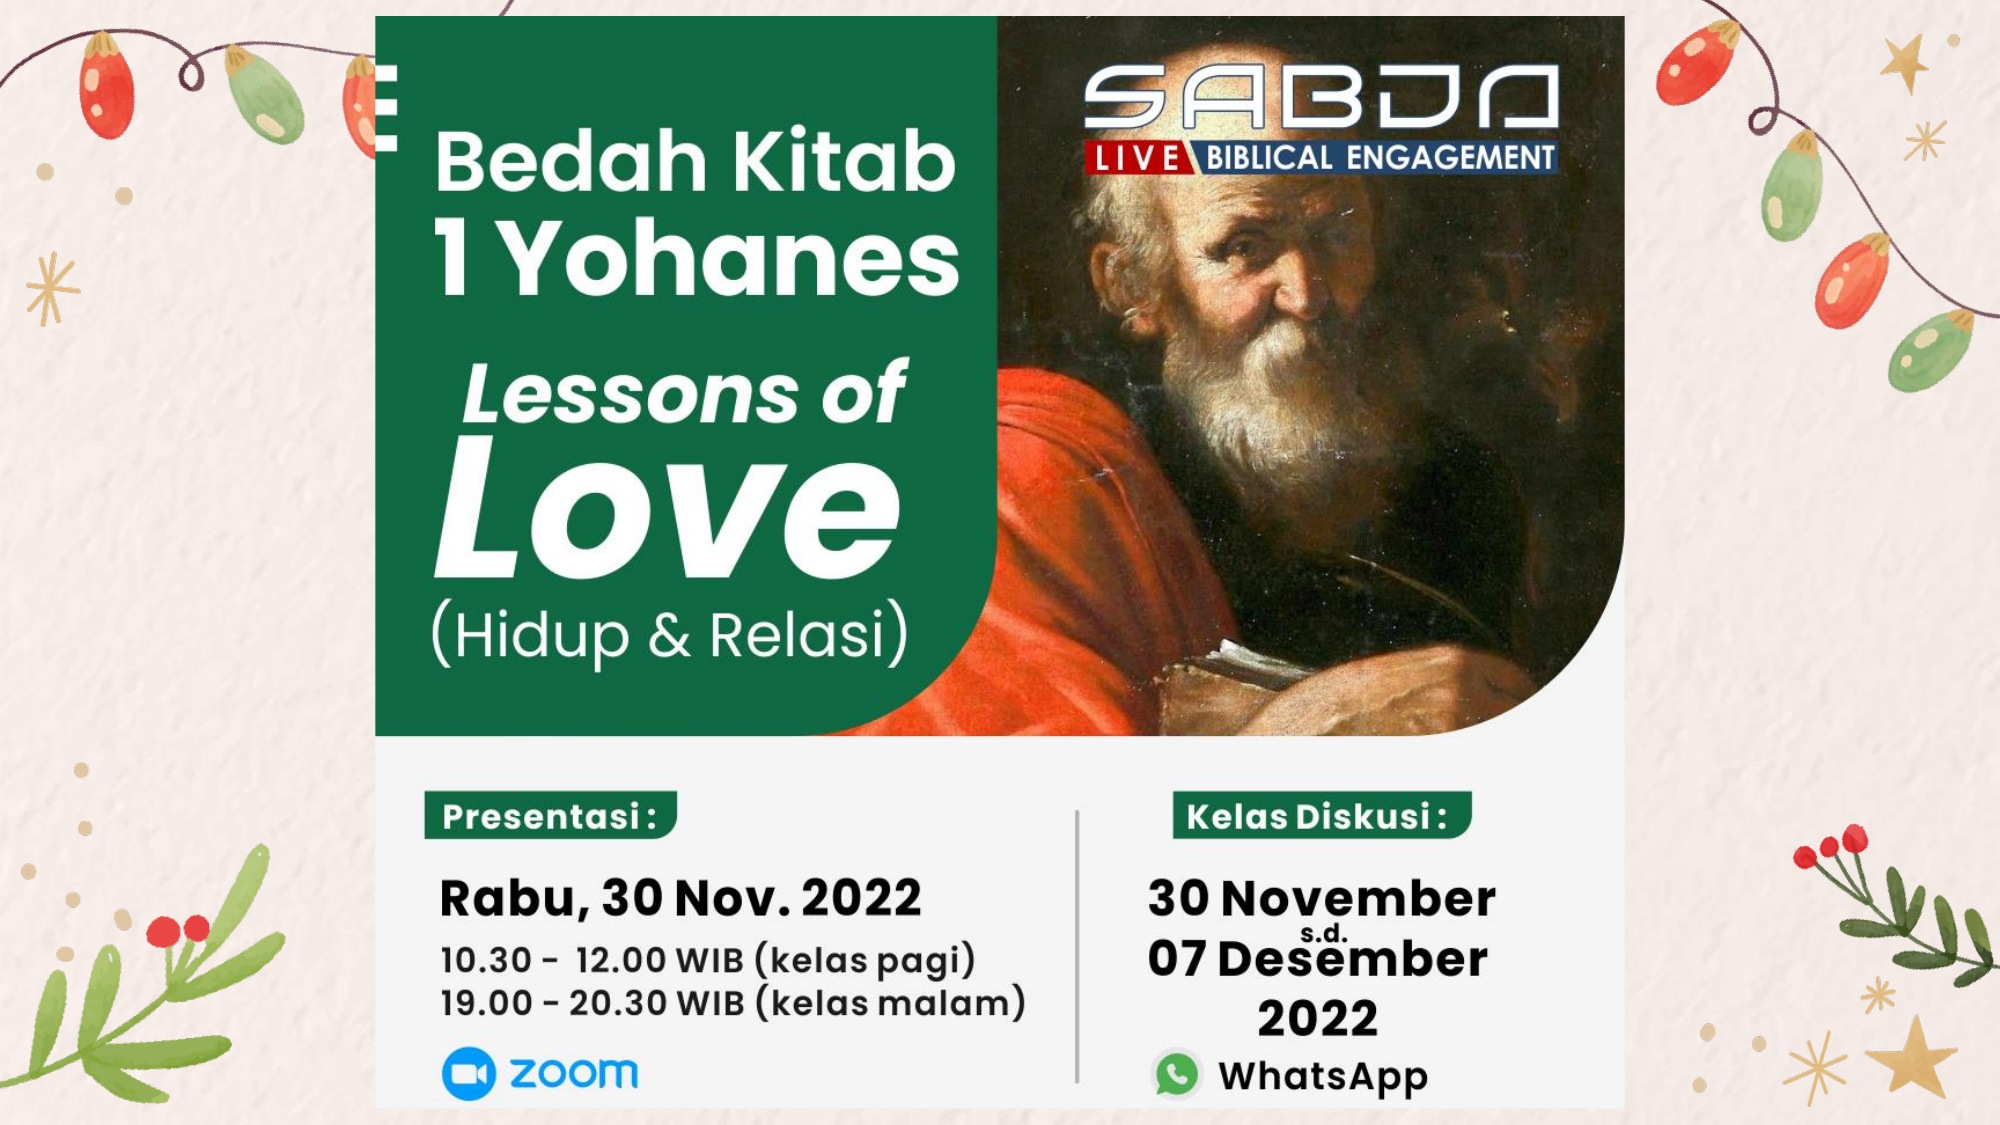 Bedah Kitab
1 Yohanes
Lessons of
Love
(Hidup & Relasi)
SABDA
LIVE BIBLICAL ENGAGEMENT
Presentasi :
Rabu, 30 Nov. 2022
10.30 - 12.00 WIB (kelas pagi)
19.00 - 20.30 WIB (kelas malam)
zoom
Kelas Diskusi :
30 November
s.d.
07 Desember
2022
WhatsApp